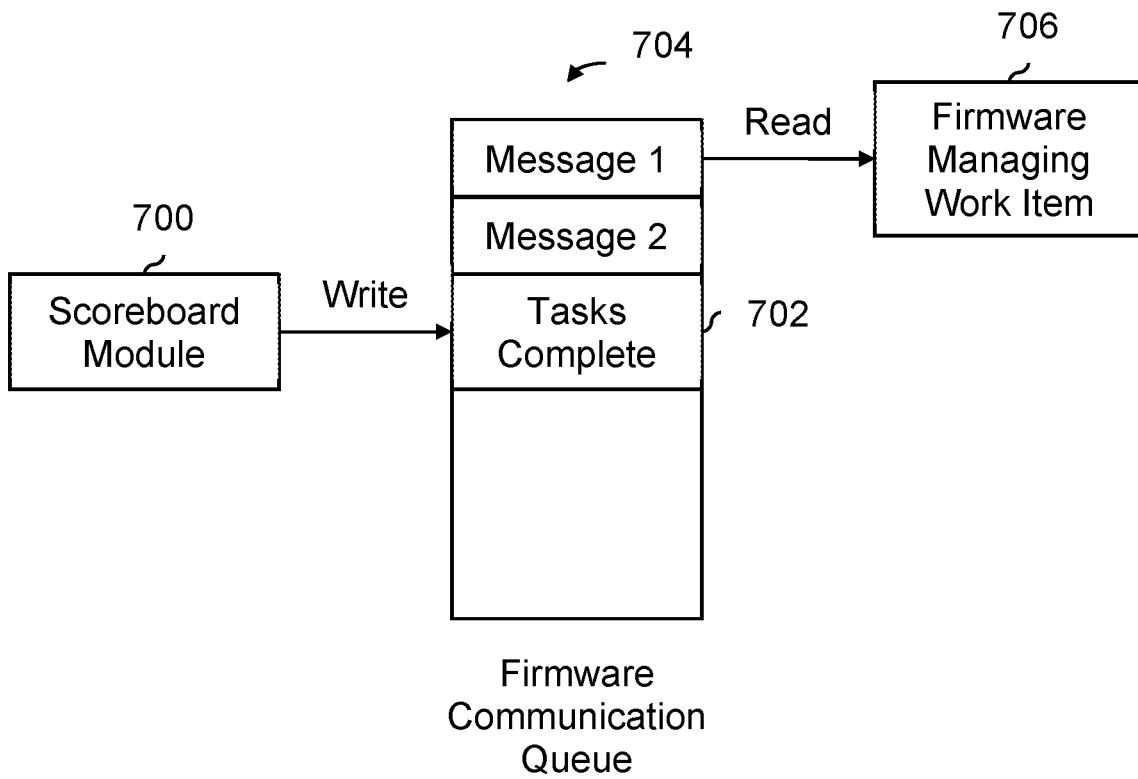 704
706
Message 1
Read
Firmware
Managing
Work Item
700
Message 2
Scoreboard
Module
Write
Tasks
Complete
702
Firmware
Communication
Queue